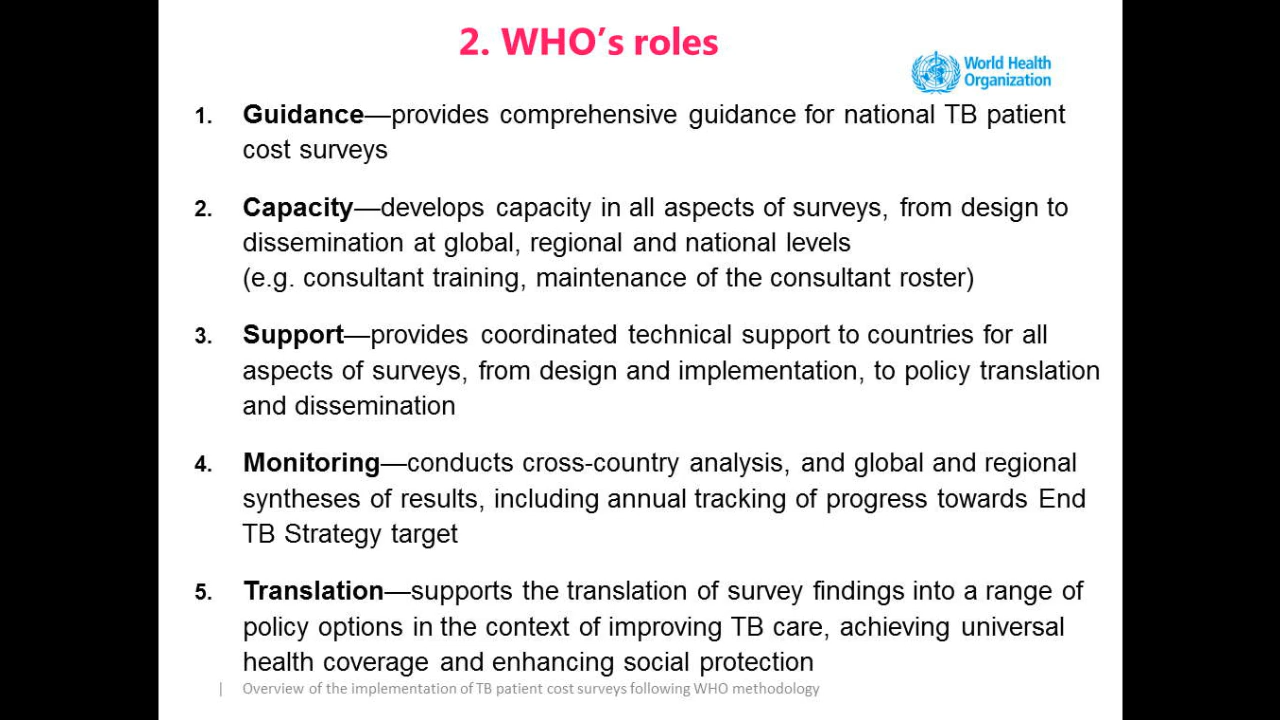 2. WHO’s roles
World Health
Organization
1. Guidance—provides comprehensive guidance for national TB patient
cost surveys
2. Capacity—develops capacity in all aspects of surveys, from design to
dissemination at global, regional and national levels
(e.g. consultant training, maintenance of the consultant roster)
3. Support—provides coordinated technical support to countries for all
aspects of surveys, from design and implementation, to policy translation
and dissemination
4. Monitoring—conducts cross-country analysis, and global and regional
syntheses of results, including annual tracking of progress towards End
TB Strategy target
5. Translation—supports the translation of survey findings into a range of
policy options in the context of improving TB care, achieving universal
health coverage and enhancing social protection
| Overview of the implementation of TB patient cost surveys following WHO methodology